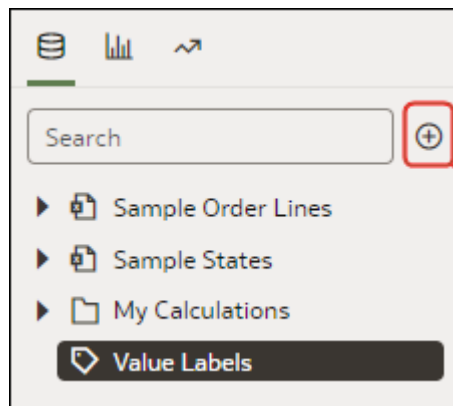 Search
Sample Order Lines
Sample States
My Calculations
Value Labels